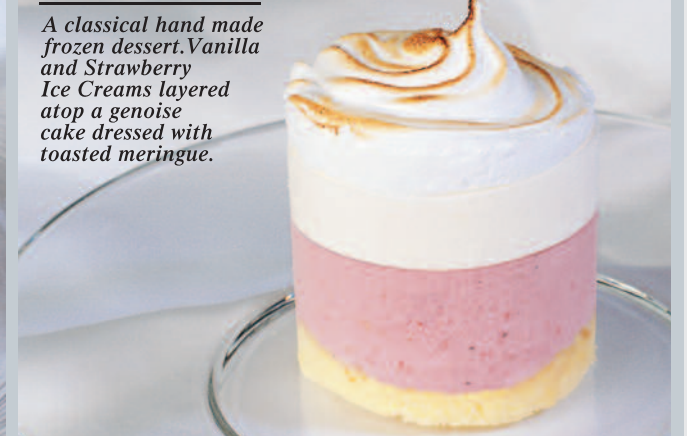 A classical hand made
frozen dessert.Vanilla
and Strawberry
Ice Creams layered
atop a genoise
cake dressed with
toasted meringue.